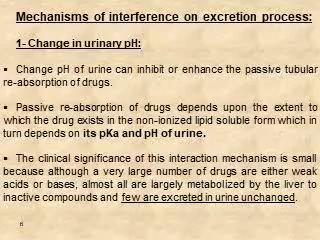 Mechanisms of interference on excretion process:
1- Change in urinary pH:
▪ Change pH of urine can inhibit or enhance the passive tubular
re-absorption of drugs.
▪ Passive re-absorption of drugs depends upon the extent to
which the drug exists in the non-ionized lipid soluble form which in
turn depends on its pKa and pH of urine.
▪ The clinical significance of this interaction mechanism is small
because although a very large number of drugs are either weak
acids or bases, almost all are largely metabolized by the liver to
inactive compounds and few are excreted in urine unchanged.
6